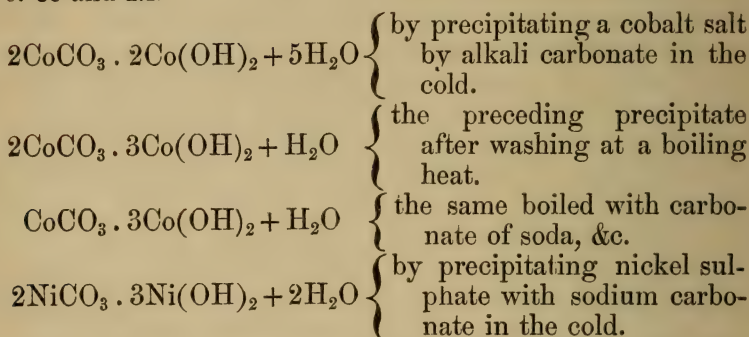 2CoCO₃ . 2Co(OH)₂ + 5H₂O { by precipitating a cobalt salt
by alkali carbonate in the
cold.
2CoCO₃ . 3Co(OH)₂ + H₂O { the preceding precipitate
after washing at a boiling
heat.
CoCO₃ . 3Co(OH)₂ + H₂O { the same boiled with carbo-
nate of soda, &c.
2NiCO₃ . 3Ni(OH)₂ + 2H₂O { by precipitating nickel sul-
phate with sodium carbo-
nate in the cold.